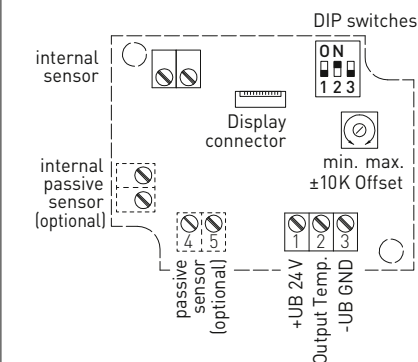 DIP switches
internal
sensor
ON
1 2 3
Display
connector
min. max.
±10K Offset
internal
passive
sensor
(optional)
4 5
1 2 3
passive
sensor
(optional)
+UB 24 V
Output Temp.
-UB GND